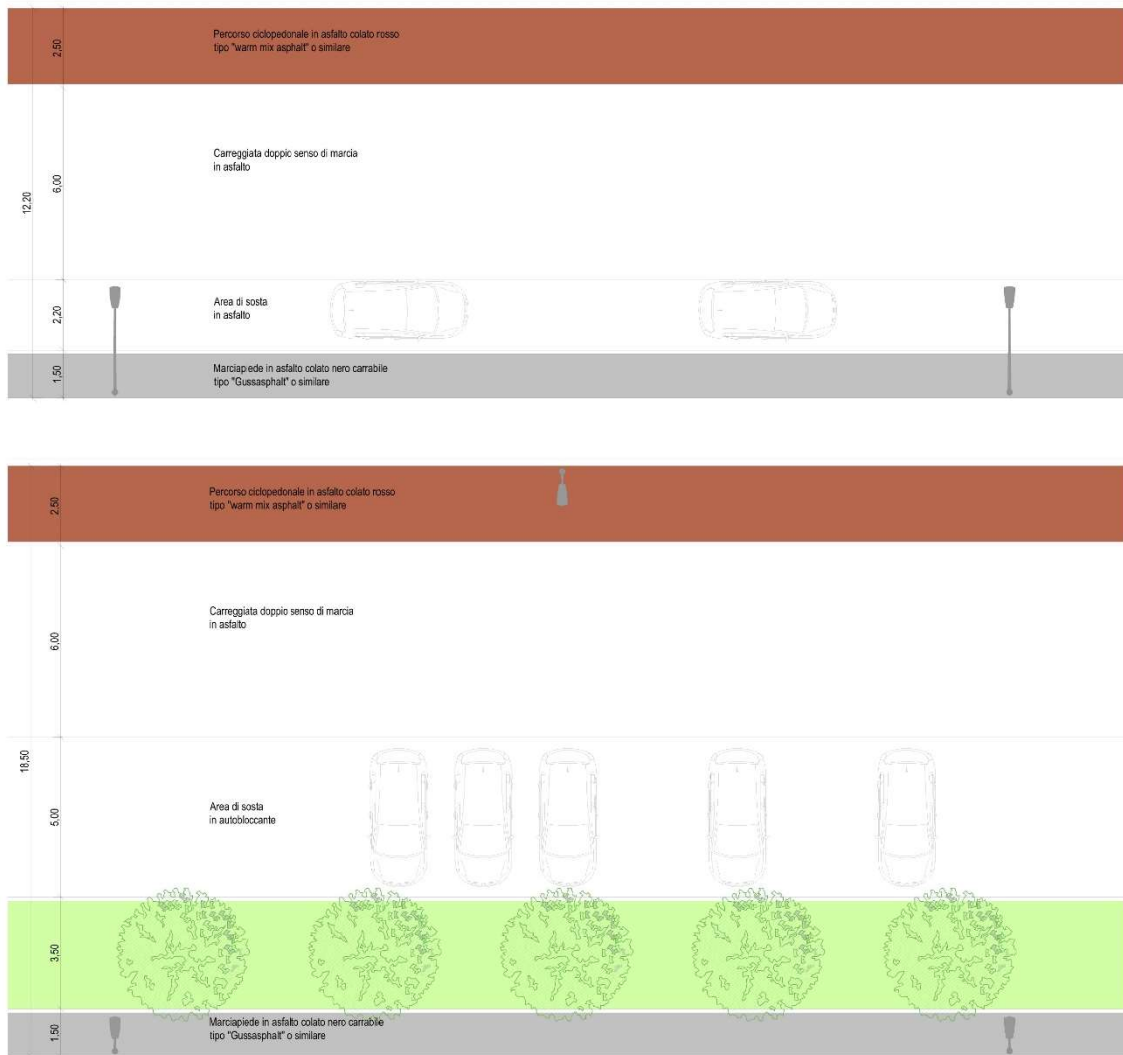 2,50
Percorso ciclopedonale in asfalto colato rosso
tipo "warm mix asphalt" o similare
Carreggiata doppio senso di marcia
in asfalto
6,00
12,20
Area di sosta
in asfalto
2,20
Marciapiede in asfalto colato nero carrabile
tipo "Gussasphalt" o similare
1,50
2,50
Percorso ciclopedonale in asfalto colato rosso
tipo "warm mix asphalt" o similare
Carreggiata doppio senso di marcia
in asfalto
6,00
18,50
Area di sosta
in autobloccante
5,00
3,50
Marciapiede in asfalto colato nero carrabile
tipo "Gussasphalt" o similare
1,50